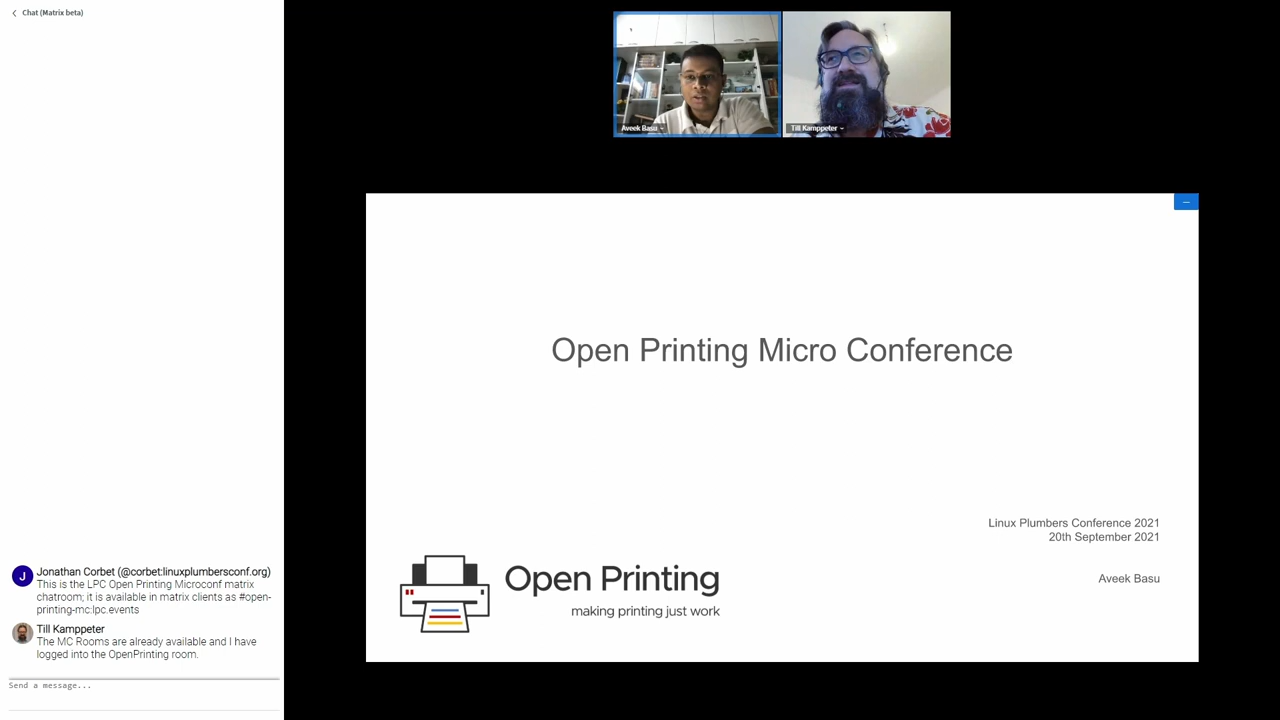 Chat (Matrix beta)
Aveek Basu
Till Kamppeter
Open Printing Micro Conference
Linux Plumbers Conference 2021
20th September 2021
Aveek Basu
Open Printing
making printing just work
J
Jonathan Corbet (@corbet:linuxplumbersconf.org)
This is the LPC Open Printing Microconf matrix
chatroom; it is available in matrix clients as #open-
printing-mc:lpc.events
Till Kamppeter
The MC Rooms are already available and I have
logged into the OpenPrinting room.
Send a message...